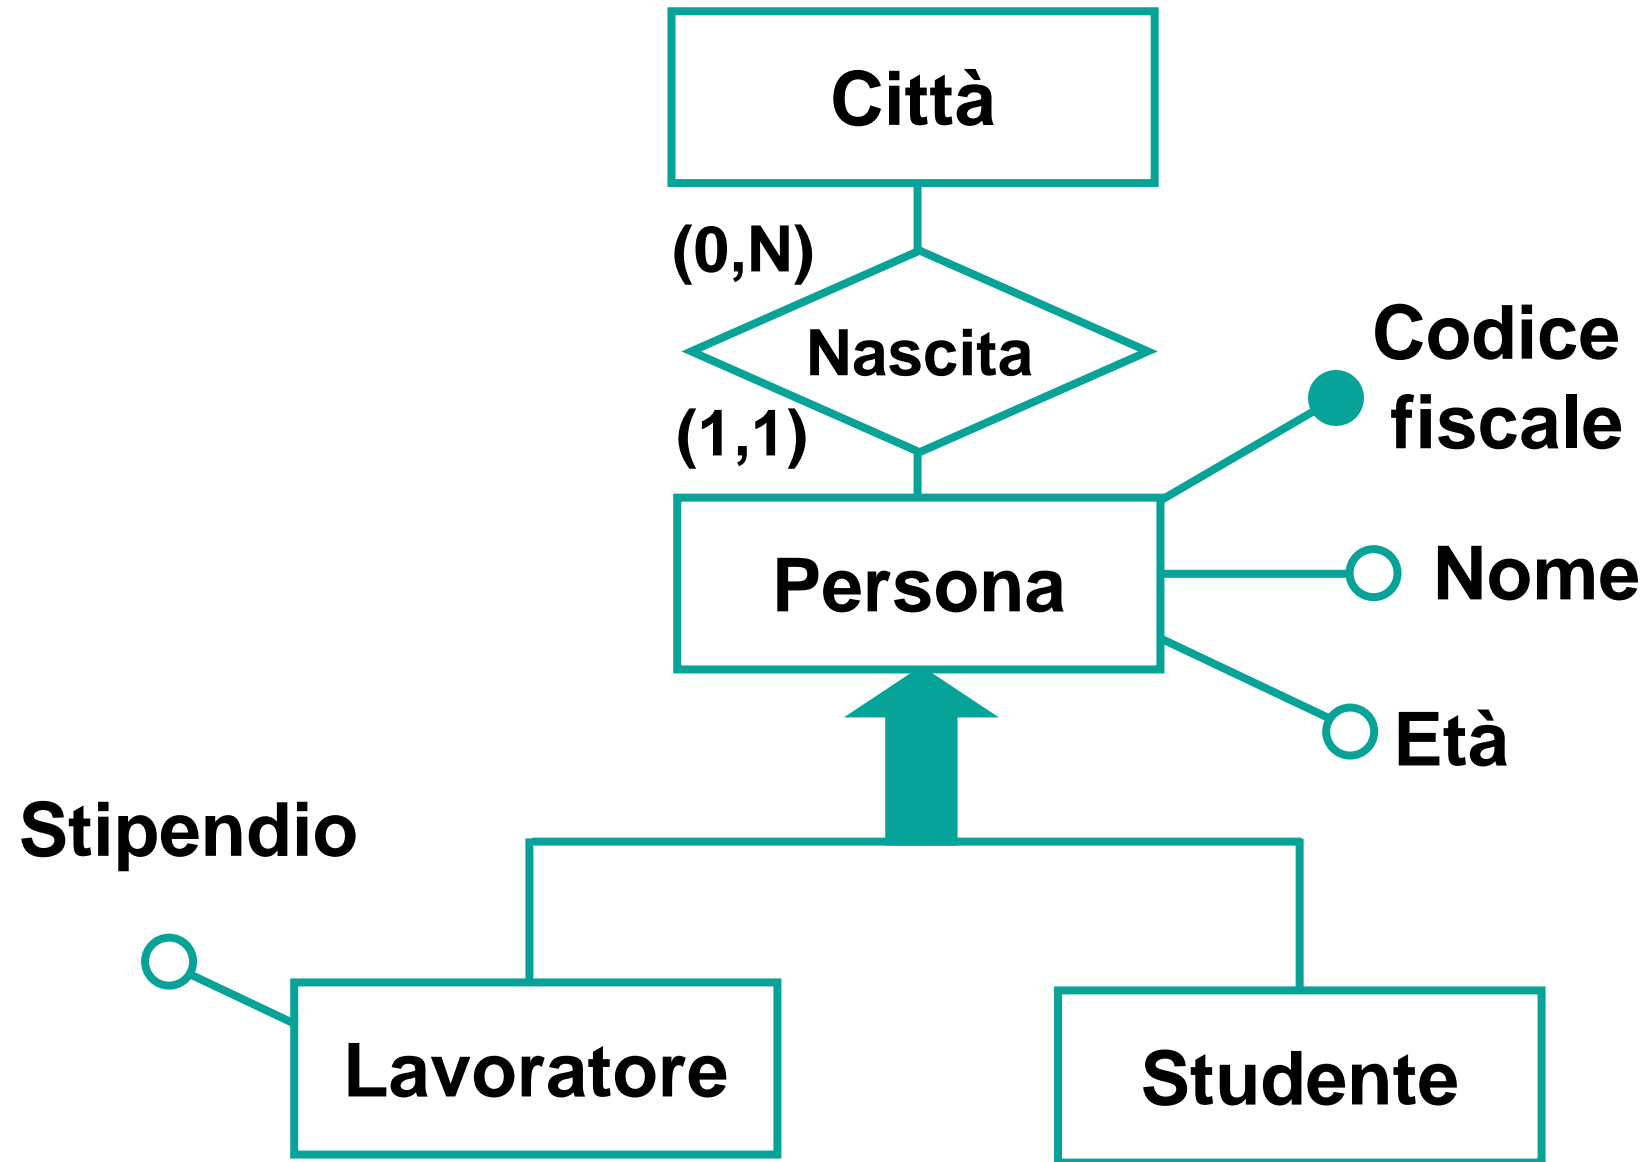 Città
(0,N)
Nascita
(1,1)
Codice
fiscale
Persona
Nome
Età
Stipendio
Lavoratore
Studente